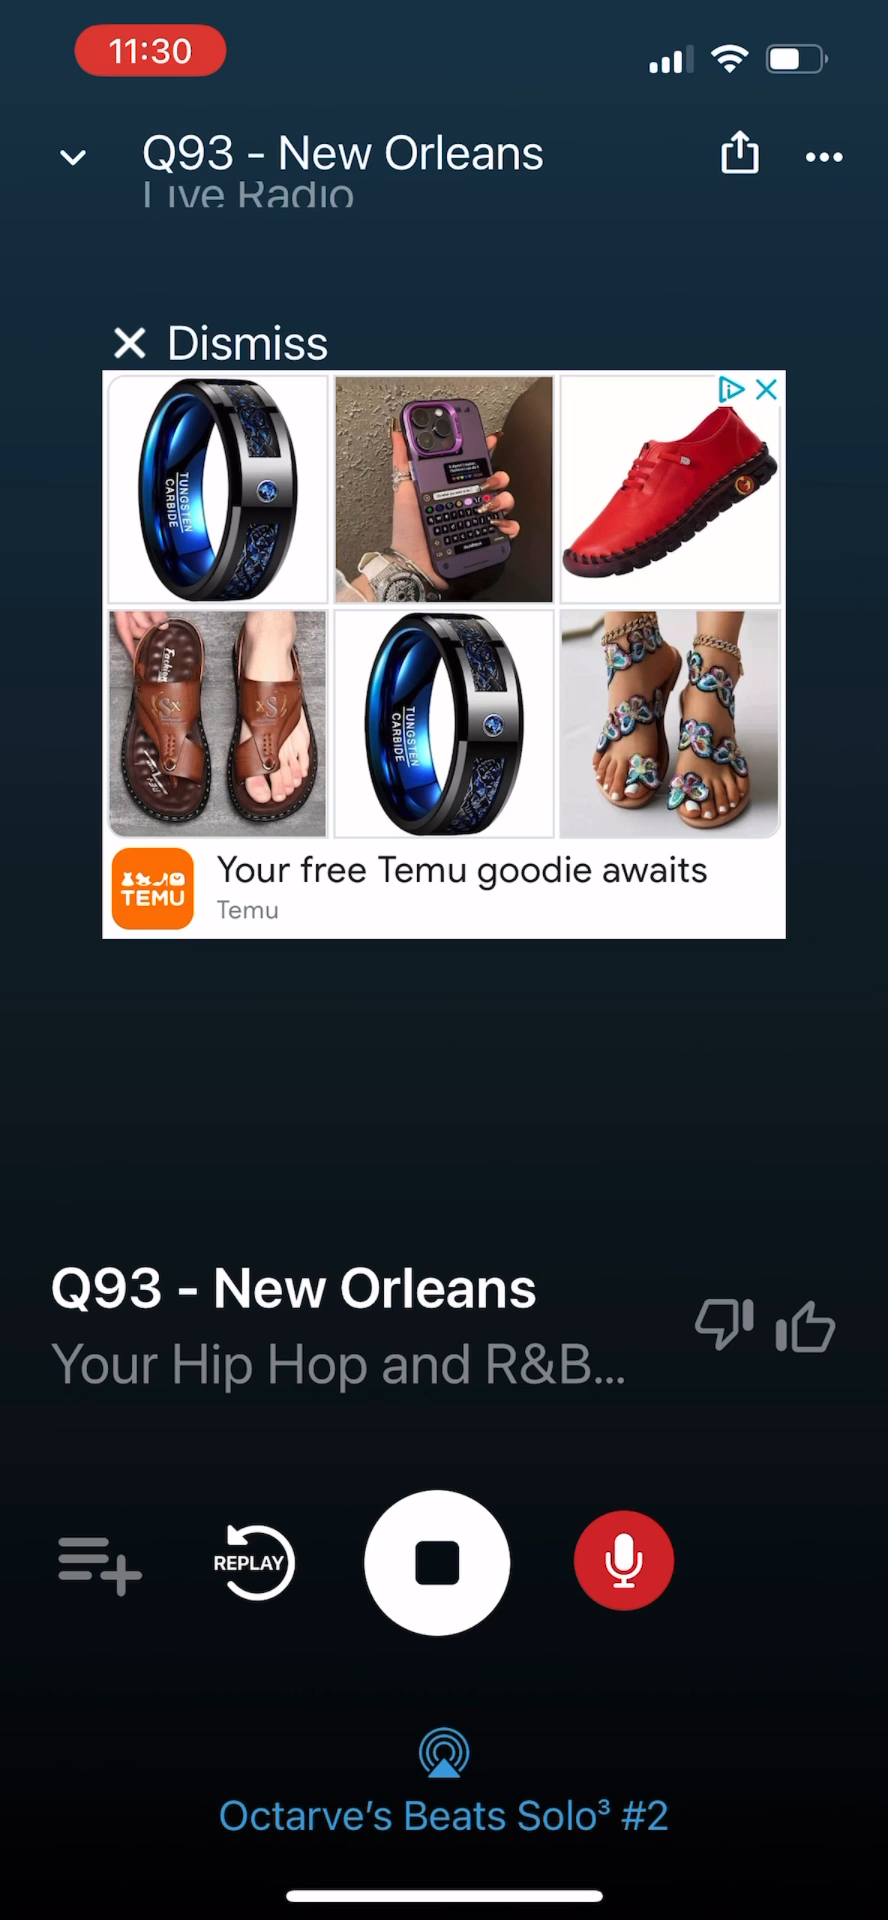 11:30
Q93 - New Orleans
Live Radio
Dismiss
TUNGSTEN
CARBIDE
Fashion
TUNGSTEN
CARBIDE
TEMU
Your free Temu goodie awaits
Temu
Q93 - New Orleans
Your Hip Hop and R&B...
REPLAY
Octarve's Beats Solo³ #2